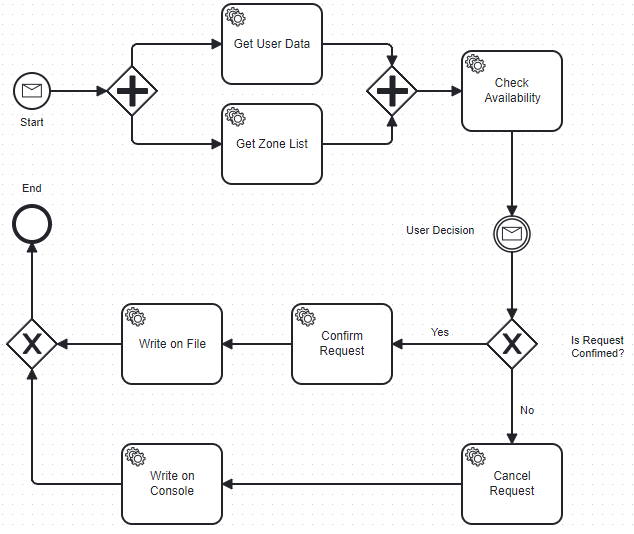 Get User Data
Start
Check
Availability
Get Zone List
End
User Decision
Write on File
Confirm
Request
Yes
Is Request
Confimed?
No
Write on
Console
Cancel
Request